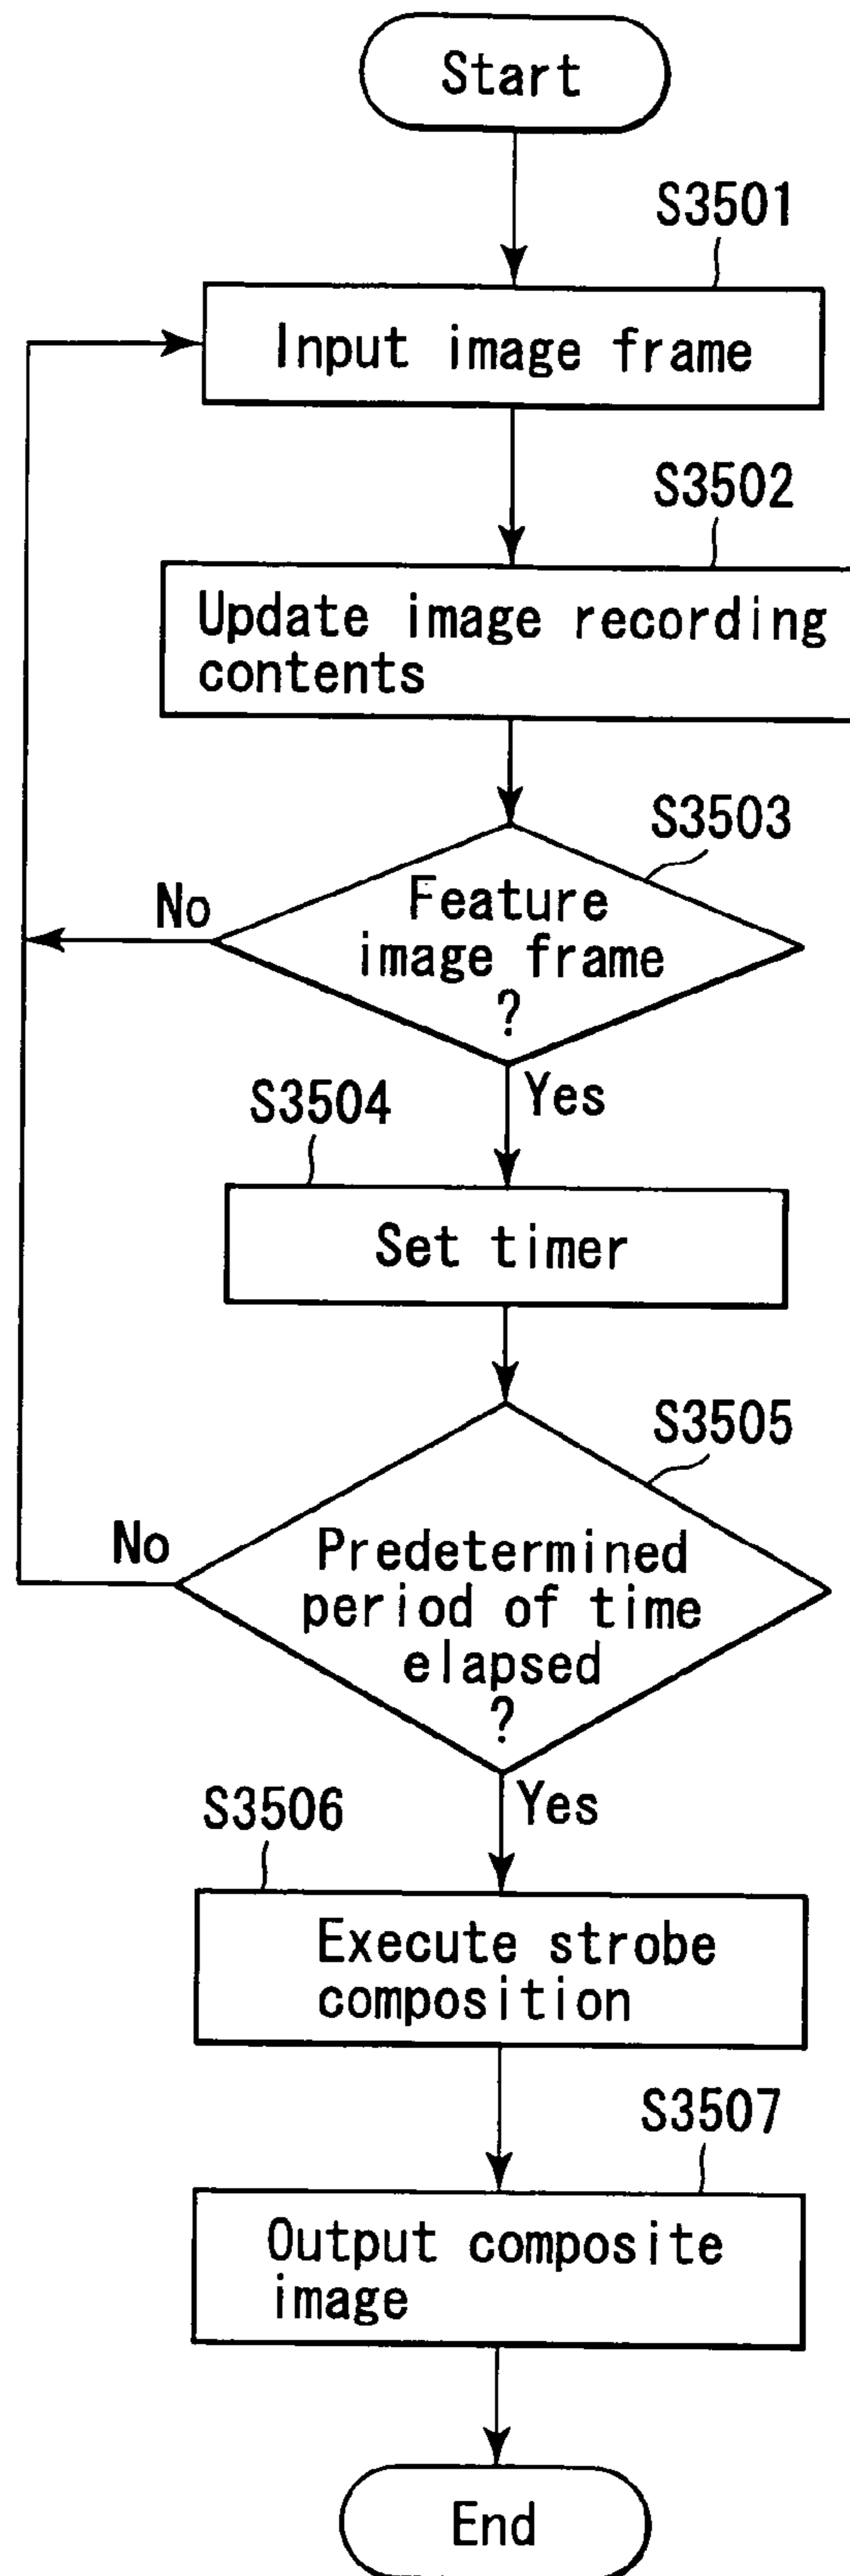 Start
S3501
Input image frame
S3502
Update image recording
contents
S3503
No
Feature
image frame
?
Yes
S3504
Set timer
S3505
No
Predetermined
period of time
elapsed
?
Yes
S3506
Execute strobe
composition
S3507
Output composite
image
End